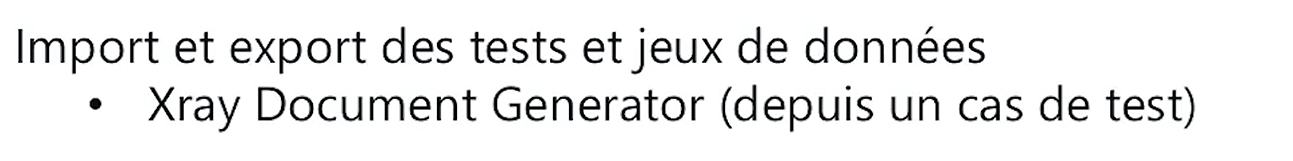 Import et export des tests et jeux de données
• Xray Document Generator (depuis un cas de test)